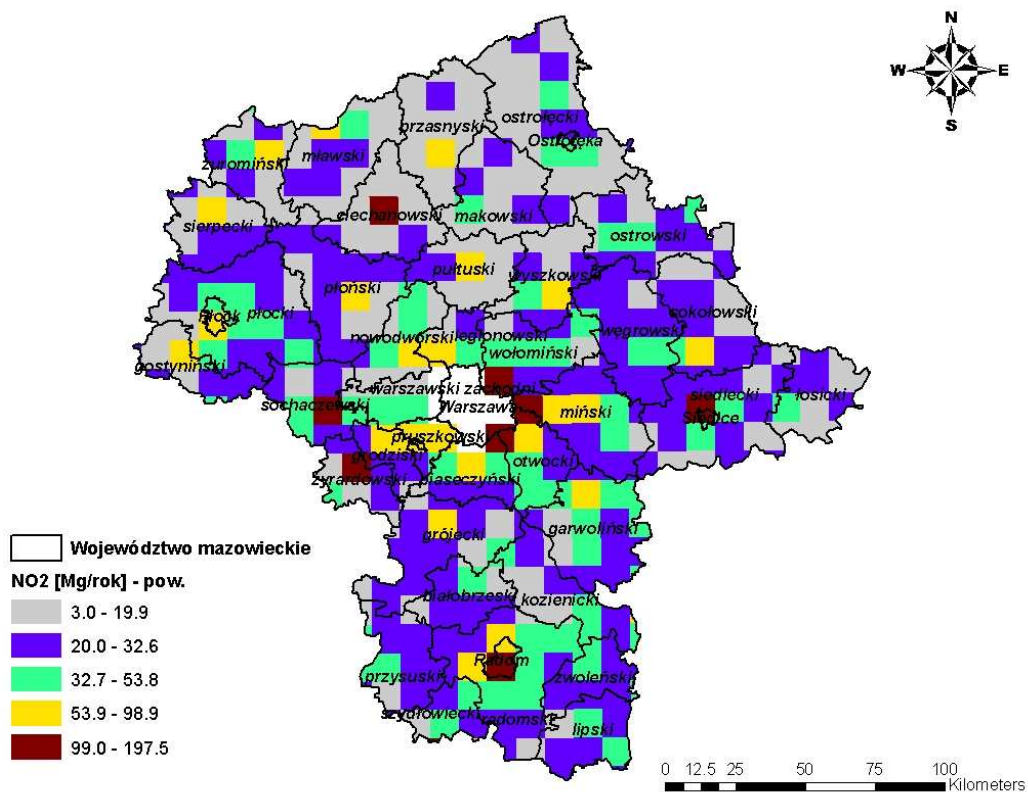 N
W E
S
ostrołęcki
przasnyski
Ostrołęka
mławski
żuromiński
ciechanowski
makowski
sierpecki
ostrowski
pułtuski
wyszkowski
płoński
sokołowski
Płock płocki
nowodworski
legionowski
węgrowski
wołomiński
gostyniński
warszawski zachodni
siedlecki
łosicki
sochaczewski
Warszawa
miński
Siedlce
pruszkowski
grodziski
otwocki
żyrardowski
piaseczyński
garwoliński
grójecki
białobrzeski
kozienicki
Radom
przysuski
zwoleński
szydłowiecki
radomski
lipski
Województwo mazowieckie
NO2 [Mg/rok] - pow.
3.0 - 19.9
20.0 - 32.6
32.7 - 53.8
53.9 - 98.9
99.0 - 197.5
0 12.5 25 50 75 100
Kilometers